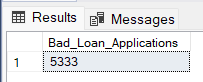 Results Messages
Bad_Loan_Applications
1 5333